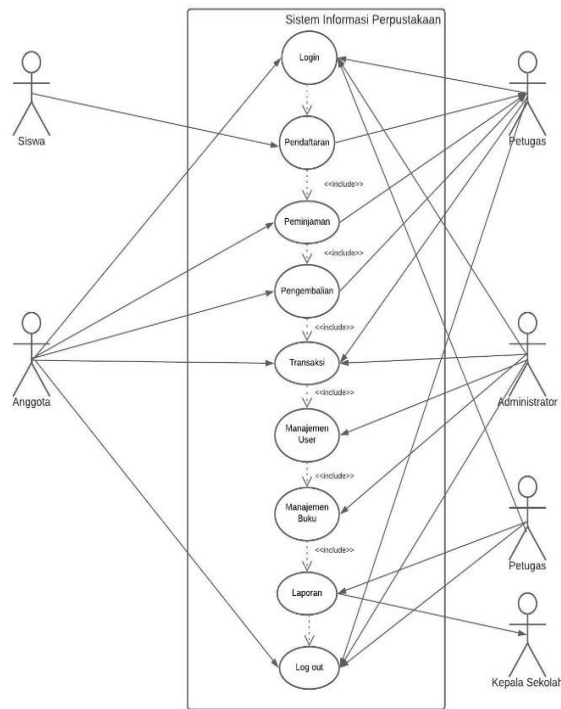 Sistem Informasi Perpustakaan
Login
Siswa
Petugas
Pendaftaran
<<include>>
Peminjaman
<<include>>
Pengembalian
<<include>>
Transaksi
Anggota
Administrator
<<include>>
Manajemen
User
<<include>>
Manajemen
Buku
<<include>>
Petugas
Laporan
Log out
Kepala Sekolah